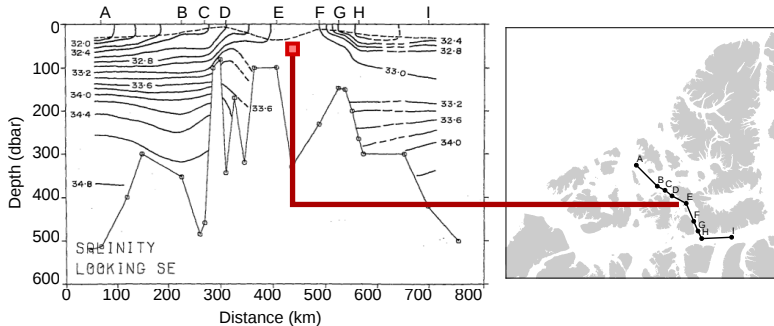 A B C D E F G H I
0
100
200
300
400
500
600
Depth (dbar)
32·0
32·4
32·8
33·2
33·6
34·0
34·4
34·8
33·6
32·4
32·8
33·0
33·2
33·6
34·0
SALINITY
LOOKING SE
0 100 200 300 400 500 600 700 800
Distance (km)
A
B
C
D
E
F
G
H
I